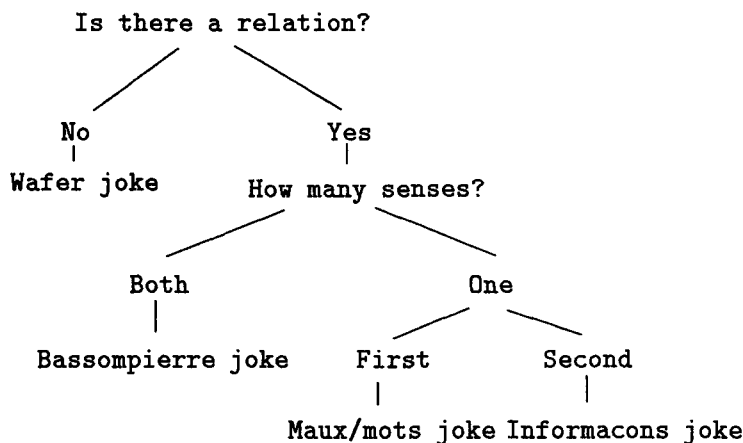 Is there a relation?
No Yes
Wafer joke
How many senses?
Both One
Bassompierre joke First Second
Maux/mots joke Informacons joke